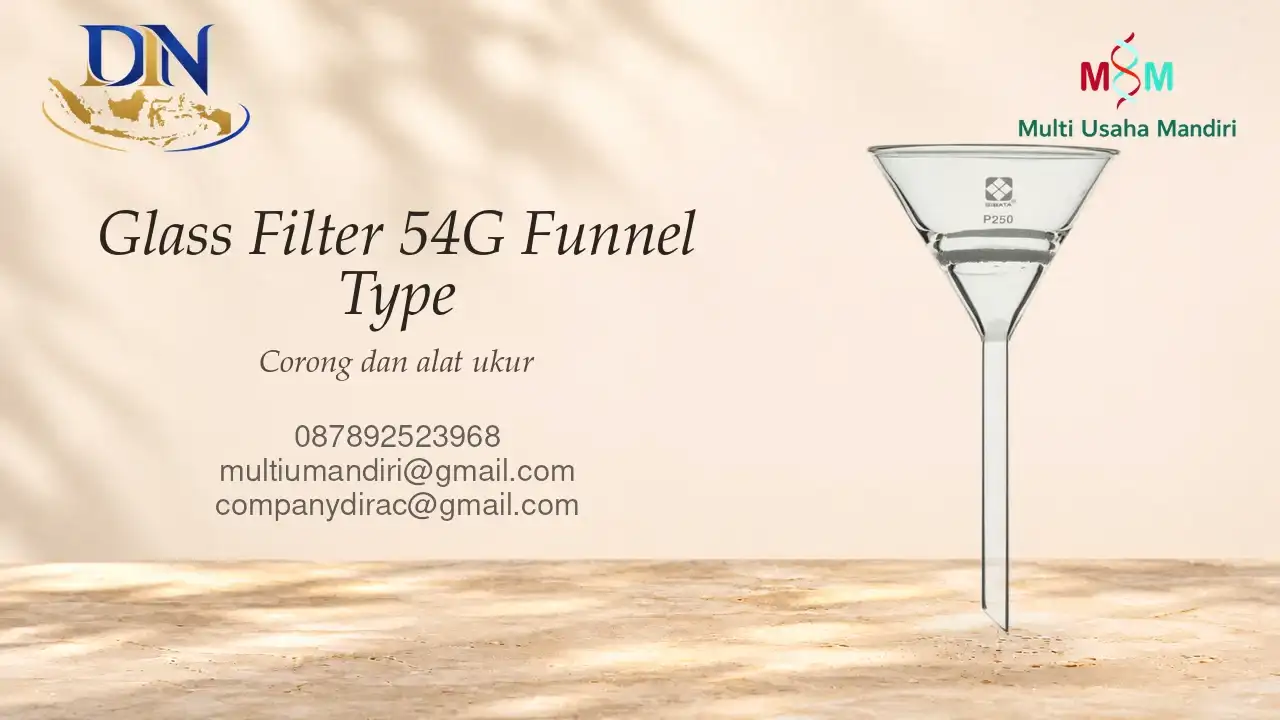 DIN
MSM
Multi Usaha Mandiri
SIBATA
P250
Glass Filter 54G Funnel
Type
Corong dan alat ukur
087892523968
multiumandiri@gmail.com
companydirac@gmail.com